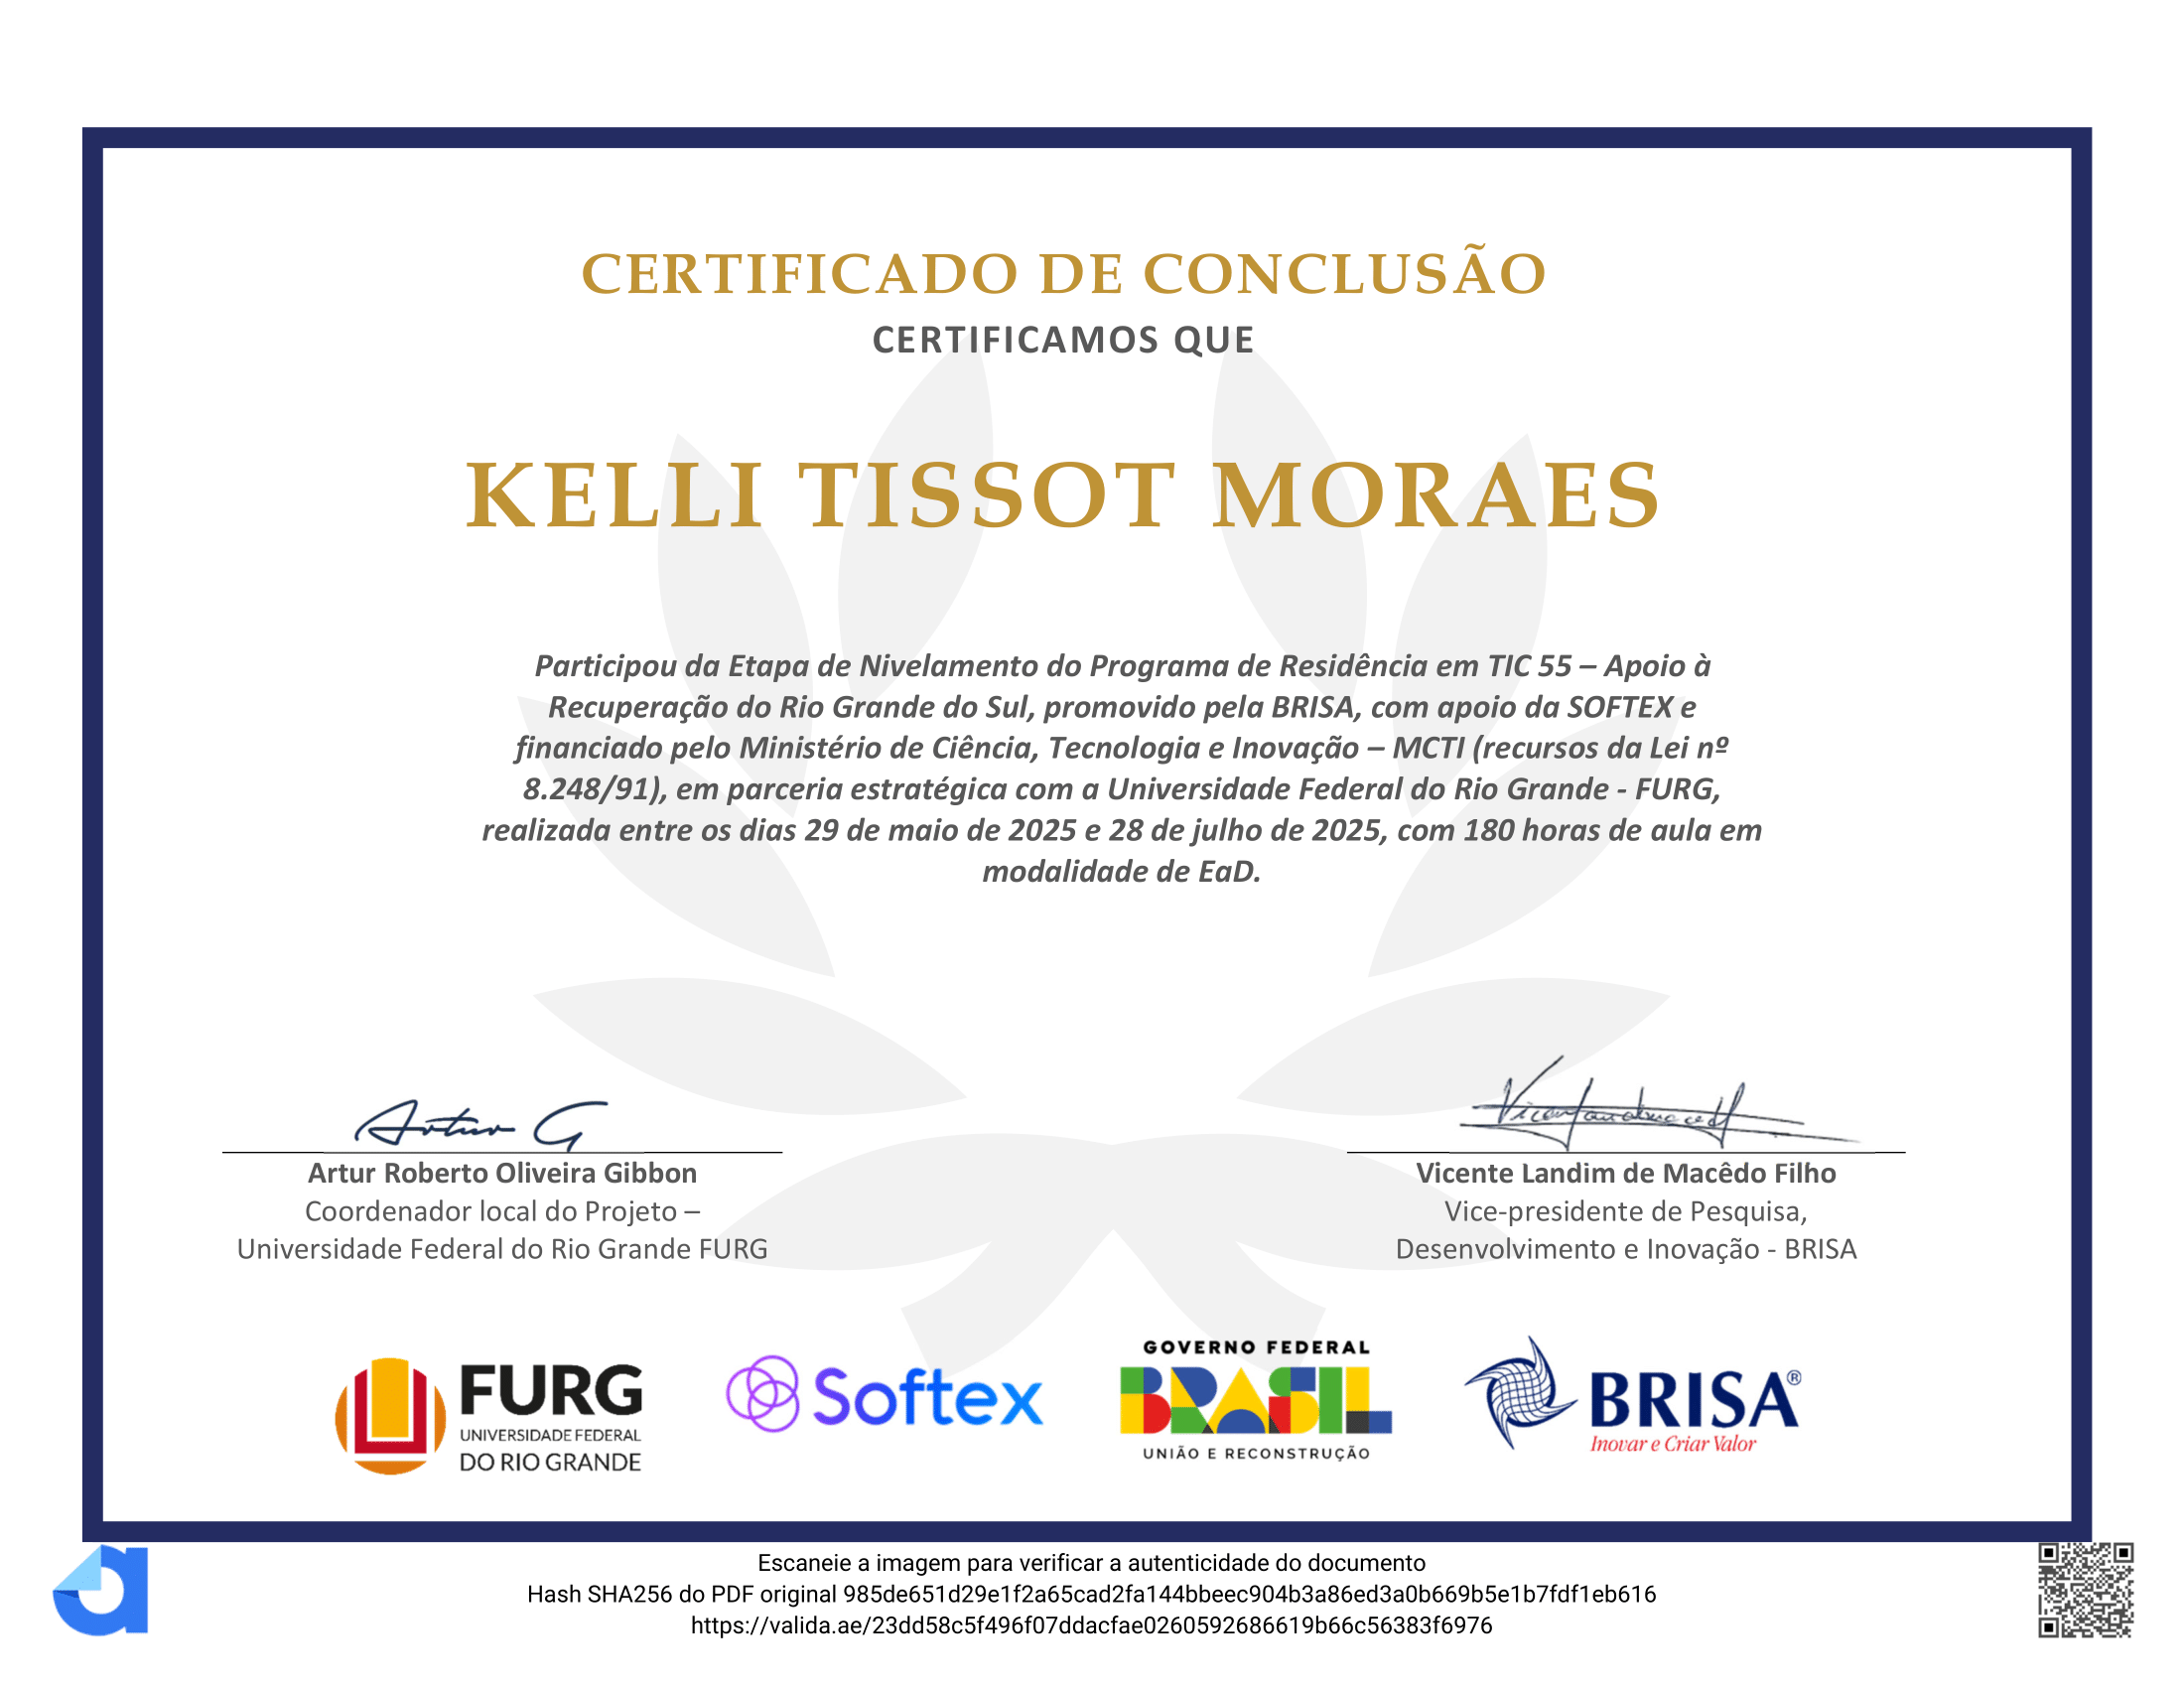 CERTIFICADO DE CONCLUSÃO
CERTIFICAMOS QUE
KELLI TISSOT MORAES
Participou da Etapa de Nivelamento do Programa de Residência em TIC 55 – Apoio à
Recuperação do Rio Grande do Sul, promovido pela BRISA, com apoio da SOFTEX e
financiado pelo Ministério de Ciência, Tecnologia e Inovação – MCTI (recursos da Lei nº
8.248/91), em parceria estratégica com a Universidade Federal do Rio Grande - FURG,
realizada entre os dias 29 de maio de 2025 e 28 de julho de 2025, com 180 horas de aula em
modalidade de EaD.
Artur G
Artur Roberto Oliveira Gibbon
Coordenador local do Projeto –
Universidade Federal do Rio Grande FURG
Vicente Landim de Macêdo Filho
Vice-presidente de Pesquisa,
Desenvolvimento e Inovação - BRISA
FURG
UNIVERSIDADE FEDERAL
DO RIO GRANDE
Softex
GOVERNO FEDERAL
BRASIL
UNIÃO E RECONSTRUÇÃO
BRISA®
Inovar e Criar Valor
Escaneie a imagem para verificar a autenticidade do documento
Hash SHA256 do PDF original 985de651d29e1f2a65cad2fa144bbeec904b3a86ed3a0b669b5e1b7fdf1eb616
https://valida.ae/23dd58c5f496f07ddacfae0260592686619b66c56383f6976